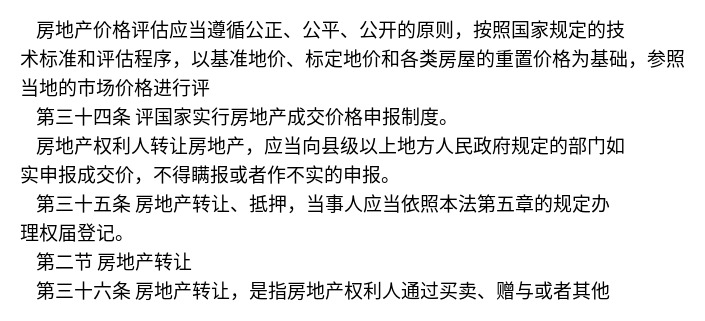 房地产价格评估应当遵循公正、公平、公开的原则，按照国家规定的技
术标准和评估程序，以基准地价、标定地价和各类房屋的重置价格为基础，参照
当地的市场价格进行评
第三十四条 评国家实行房地产成交价格申报制度。
房地产权利人转让房地产，应当向县级以上地方人民政府规定的部门如
实申报成交价，不得瞒报或者作不实的申报。
第三十五条 房地产转让、抵押，当事人应当依照本法第五章的规定办
理权届登记。
第二节 房地产转让
第三十六条 房地产转让，是指房地产权利人通过买卖、赠与或者其他